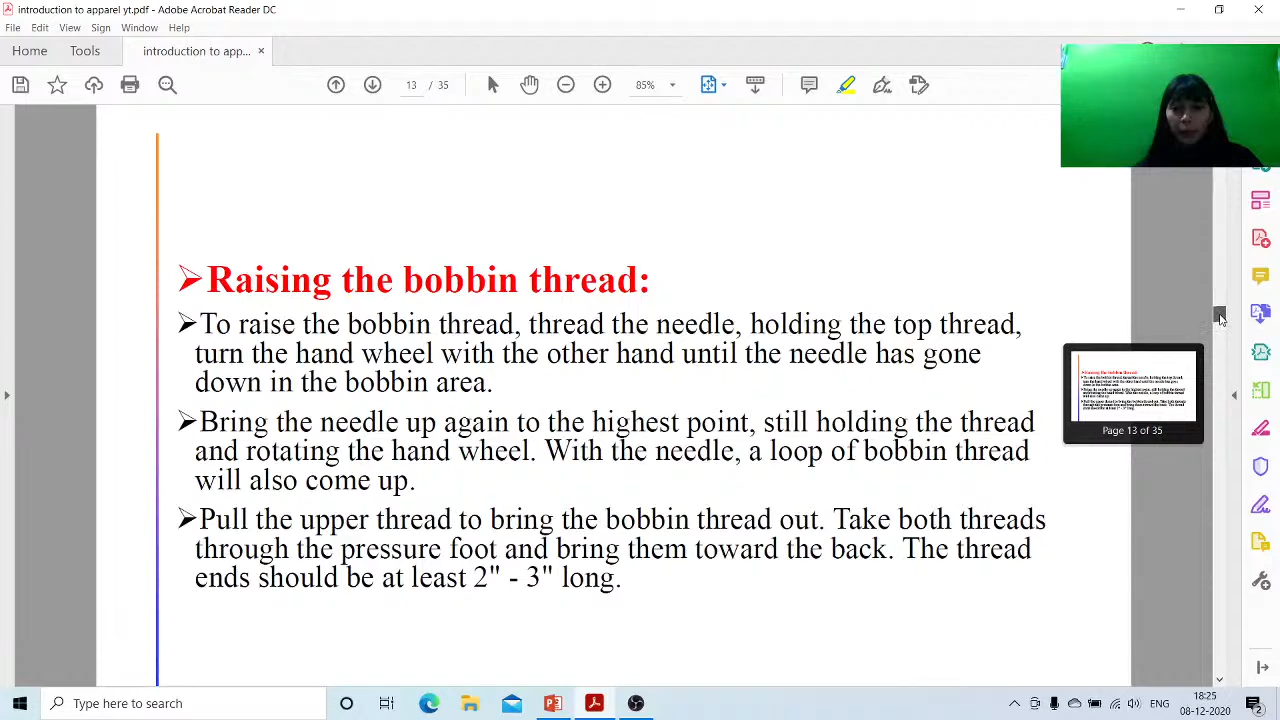 introduction to apparel yt.pdf - Adobe Acrobat Reader DC
File Edit View Sign Window Help
Home Tools introduction to app... ×
13 / 35 85%
Raising the bobbin thread:
To raise the bobbin thread, thread the needle, holding the top thread,
turn the hand wheel with the other hand until the needle has gone
down in the bobbin area.
Bring the needle up again to the highest point, still holding the thread
and rotating the hand wheel. With the needle, a loop of bobbin thread
will also come up.
Pull the upper thread to bring the bobbin thread out. Take both threads
through the pressure foot and bring them toward the back. The thread
ends should be at least 2" - 3" long.
Page 13 of 35
Type here to search
ENG
18:25
08-12-2020
2